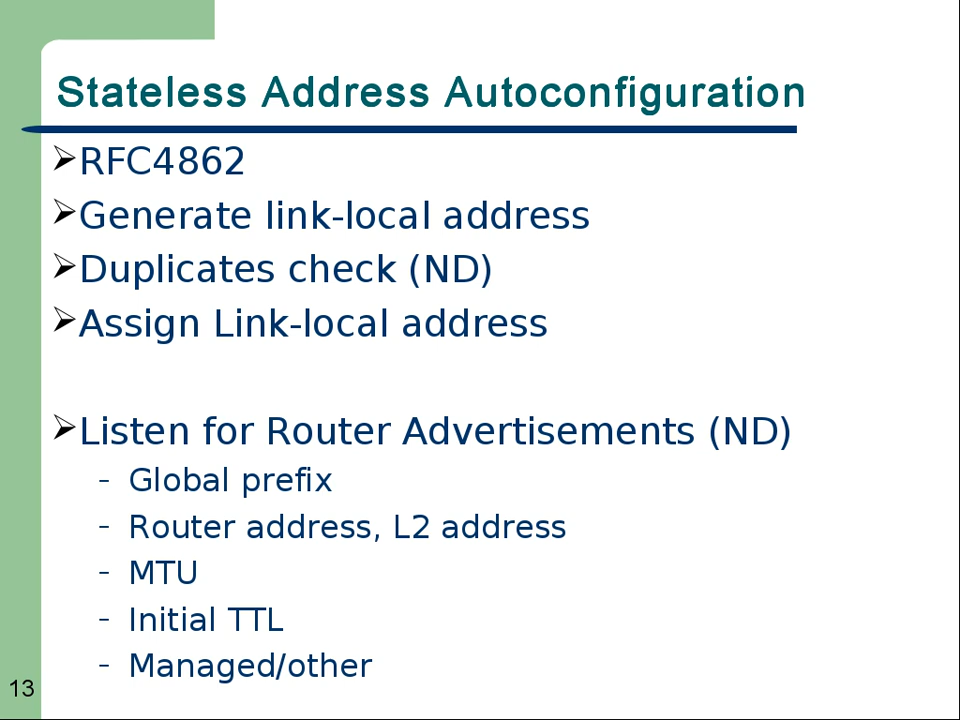 Stateless Address Autoconfiguration
➢RFC4862
➢Generate link-local address
➢Duplicates check (ND)
➢Assign Link-local address
➢Listen for Router Advertisements (ND)
– Global prefix
– Router address, L2 address
– MTU
– Initial TTL
– Managed/other
13